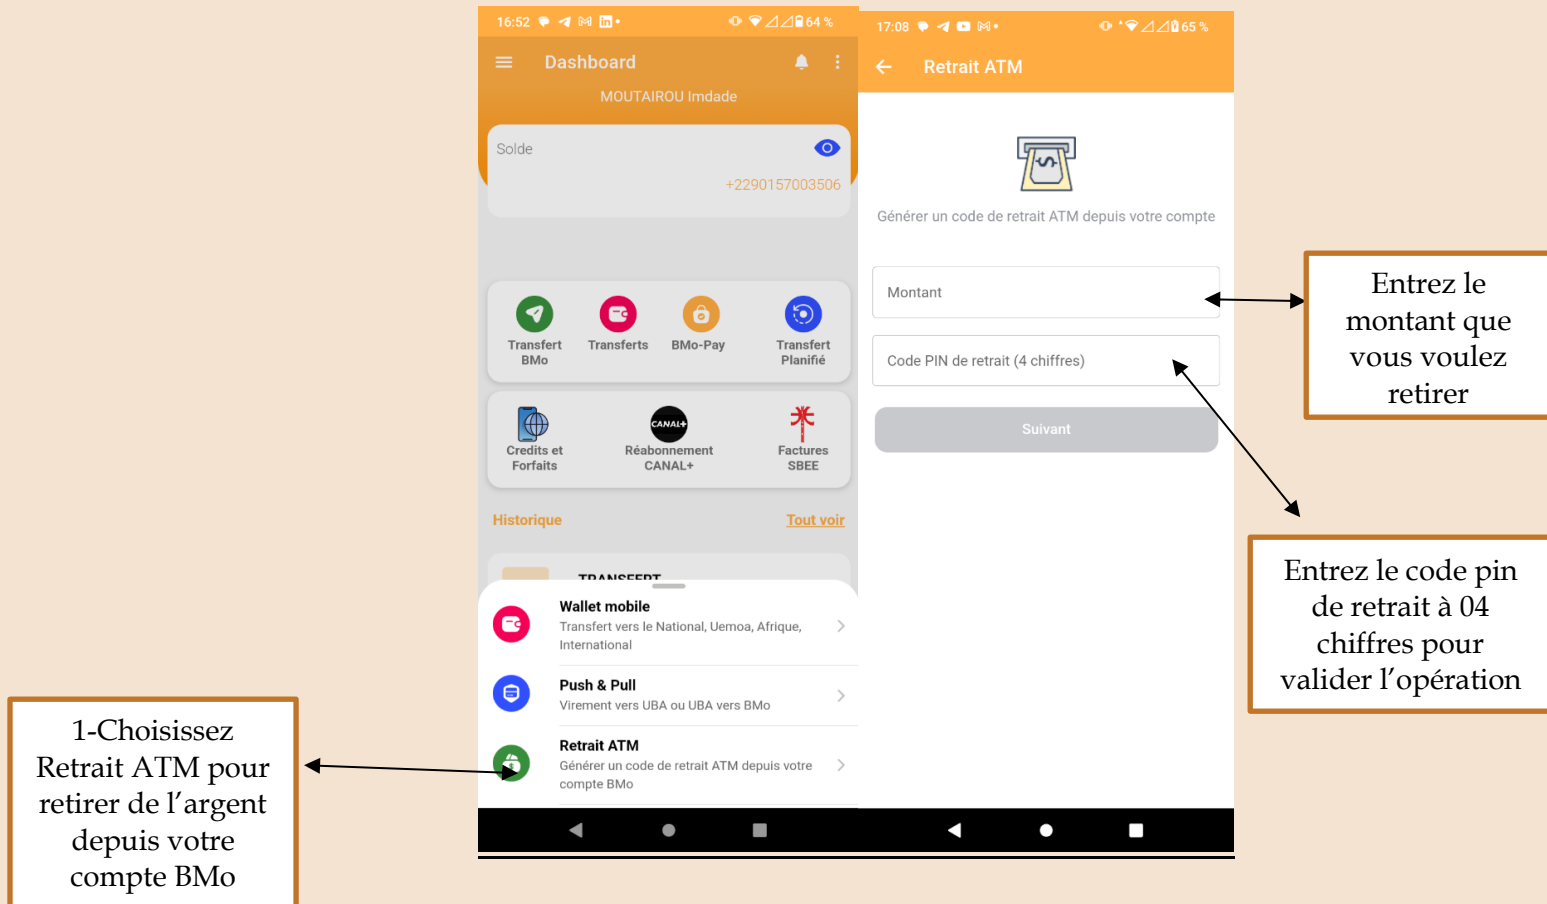 16:52
64 %
Dashboard
MOUTAIROU Imdade
Solde
+2290157003506
Transfert
BMo
Transferts
BMo-Pay
Transfert
Planifié
Credits et
Forfaits
CANAL+
Réabonnement
CANAL+
Factures
SBEE
Historique
Tout voir
TRANSFERT
Wallet mobile
Transfert vers le National, Uemoa, Afrique,
International
Push & Pull
Virement vers UBA ou UBA vers BMo
Retrait ATM
Générer un code de retrait ATM depuis votre
compte BMo
17:08
65 %
Retrait ATM
Générer un code de retrait ATM depuis votre compte
Montant
Code PIN de retrait (4 chiffres)
Suivant
Entrez le
montant que
vous voulez
retirer
Entrez le code pin
de retrait à 04
chiffres pour
valider l’opération
1-Choisissez
Retrait ATM pour
retirer de l’argent
depuis votre
compte BMo